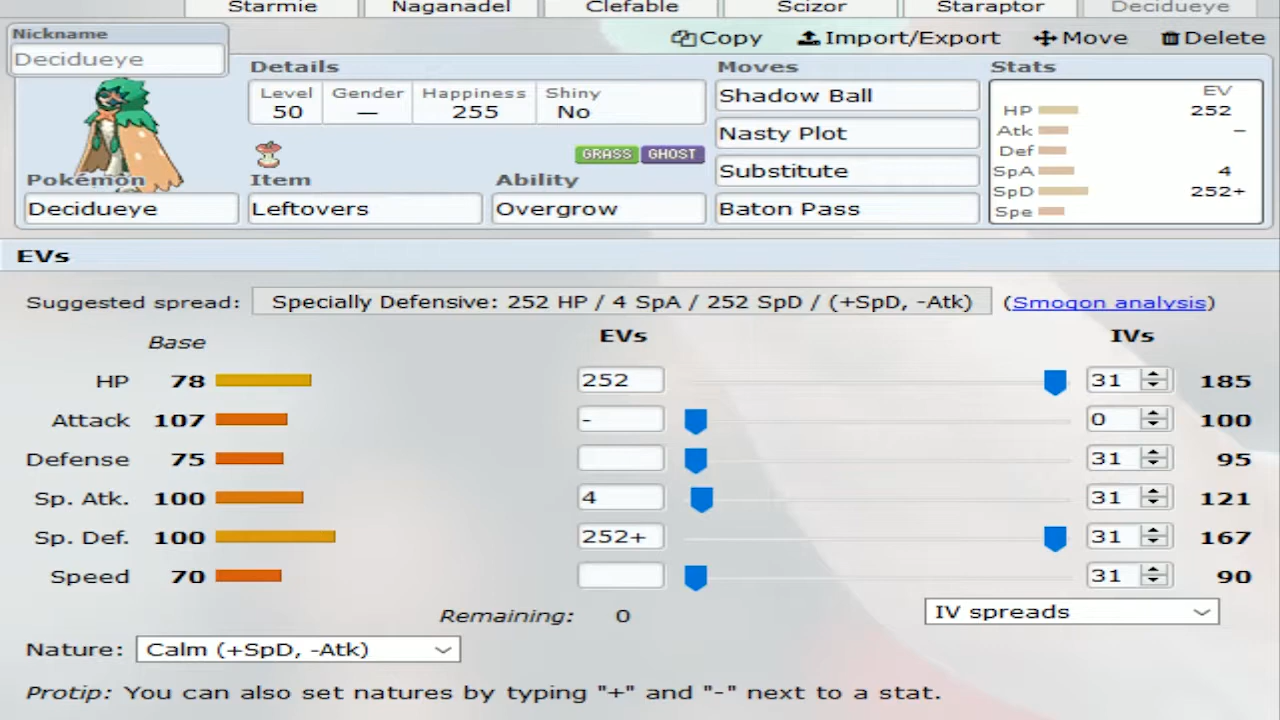 Starmie Naganadel Clefable Scizor Staraptor Decidueye
Nickname
Decidueye
Copy Import/Export Move Delete
Details
Level Gender Happiness Shiny
50 — 255 No
GRASS GHOST
Pokémon Item Ability
Decidueye Leftovers Overgrow
Moves
Shadow Ball
Nasty Plot
Substitute
Baton Pass
Stats
EV
HP 252
Atk –
Def
SpA 4
SpD 252+
Spe
EVs
Suggested spread: Specially Defensive: 252 HP / 4 SpA / 252 SpD / (+SpD, -Atk) (Smogon analysis)
Base EVs IVs
HP 78 252 31 185
Attack 107 - 0 100
Defense 75 31 95
Sp. Atk. 100 4 31 121
Sp. Def. 100 252+ 31 167
Speed 70 31 90
Remaining: 0 IV spreads
Nature: Calm (+SpD, -Atk)
Protip: You can also set natures by typing "+" and "-" next to a stat.